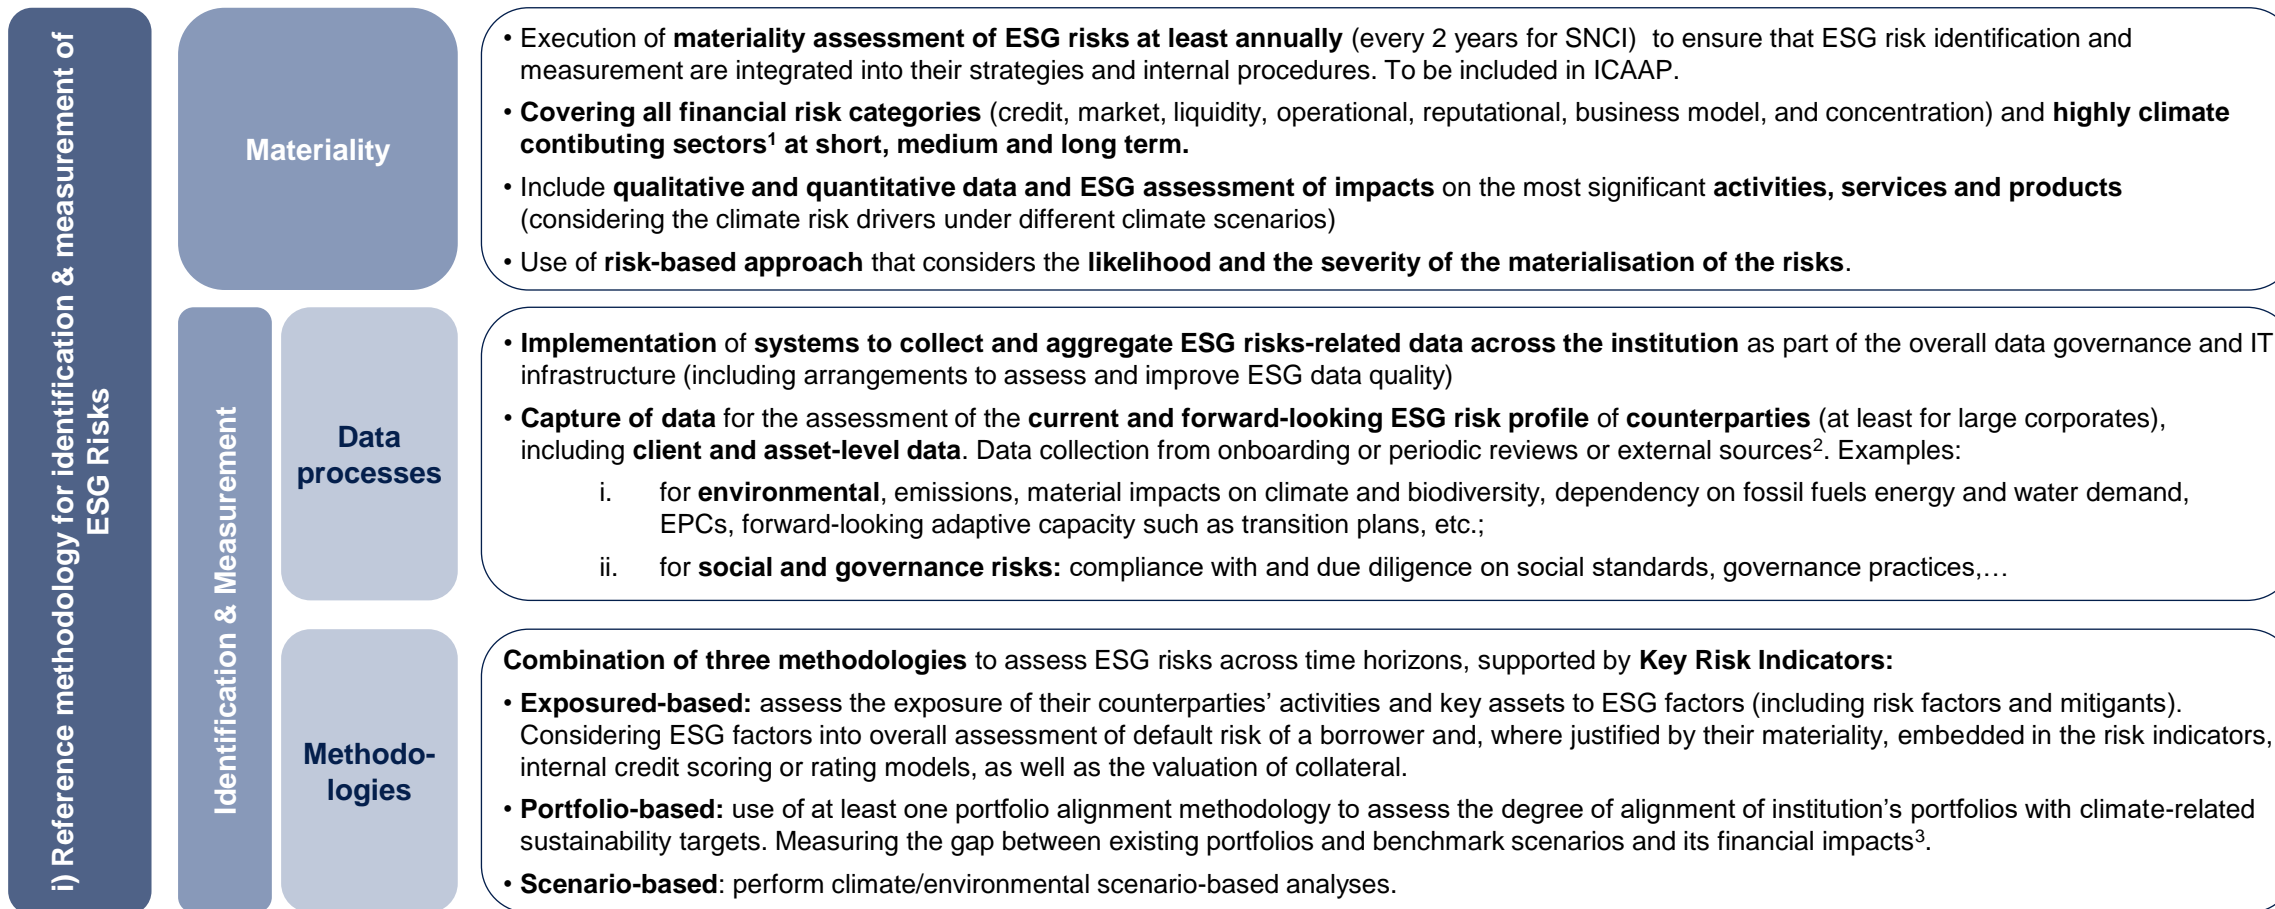 i) Reference methodology for identification & measurement of
ESG Risks
Materiality
• Execution of materiality assessment of ESG risks at least annually (every 2 years for SNCI) to ensure that ESG risk identification and
measurement are integrated into their strategies and internal procedures. To be included in ICAAP.
• Covering all financial risk categories (credit, market, liquidity, operational, reputational, business model, and concentration) and highly climate
contibuting sectors¹ at short, medium and long term.
• Include qualitative and quantitative data and ESG assessment of impacts on the most significant activities, services and products
(considering the climate risk drivers under different climate scenarios)
• Use of risk-based approach that considers the likelihood and the severity of the materialisation of the risks.
Identification & Measurement
Data
processes
• Implementation of systems to collect and aggregate ESG risks-related data across the institution as part of the overall data governance and IT
infrastructure (including arrangements to assess and improve ESG data quality)
• Capture of data for the assessment of the current and forward-looking ESG risk profile of counterparties (at least for large corporates),
including client and asset-level data. Data collection from onboarding or periodic reviews or external sources². Examples:
i. for environmental, emissions, material impacts on climate and biodiversity, dependency on fossil fuels energy and water demand,
EPCs, forward-looking adaptive capacity such as transition plans, etc.;
ii. for social and governance risks: compliance with and due diligence on social standards, governance practices,…
Methodo-
logies
Combination of three methodologies to assess ESG risks across time horizons, supported by Key Risk Indicators:
• Exposured-based: assess the exposure of their counterparties’ activities and key assets to ESG factors (including risk factors and mitigants).
Considering ESG factors into overall assessment of default risk of a borrower and, where justified by their materiality, embedded in the risk indicators,
internal credit scoring or rating models, as well as the valuation of collateral.
• Portfolio-based: use of at least one portfolio alignment methodology to assess the degree of alignment of institution’s portfolios with climate-related
sustainability targets. Measuring the gap between existing portfolios and benchmark scenarios and its financial impacts³.
• Scenario-based: perform climate/environmental scenario-based analyses.